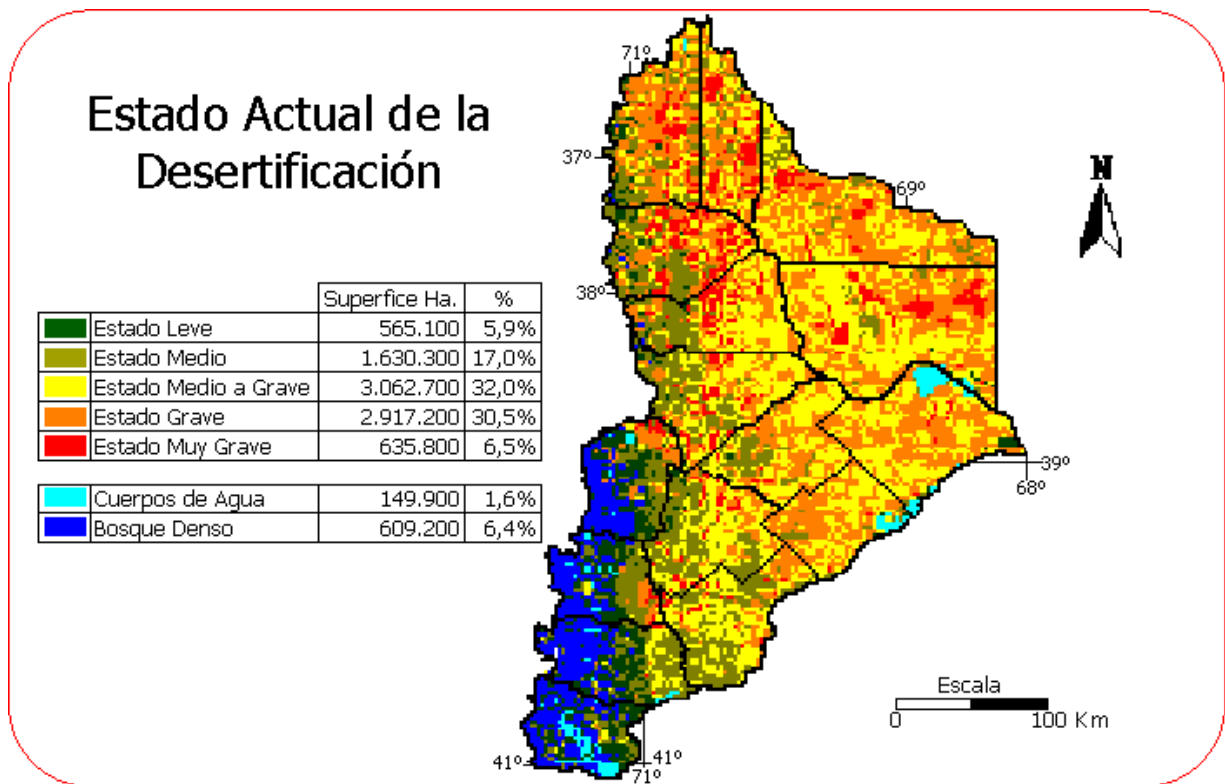 Estado Actual de la
Desertificación
Superfice Ha. %
Estado Leve 565.100 5,9%
Estado Medio 1.630.300 17,0%
Estado Medio a Grave 3.062.700 32,0%
Estado Grave 2.917.200 30,5%
Estado Muy Grave 635.800 6,5%
Cuerpos de Agua 149.900 1,6%
Bosque Denso 609.200 6,4%
71º
37º
69º
N
38º
39º
68º
41º
41º
71º
Escala
0 100 Km